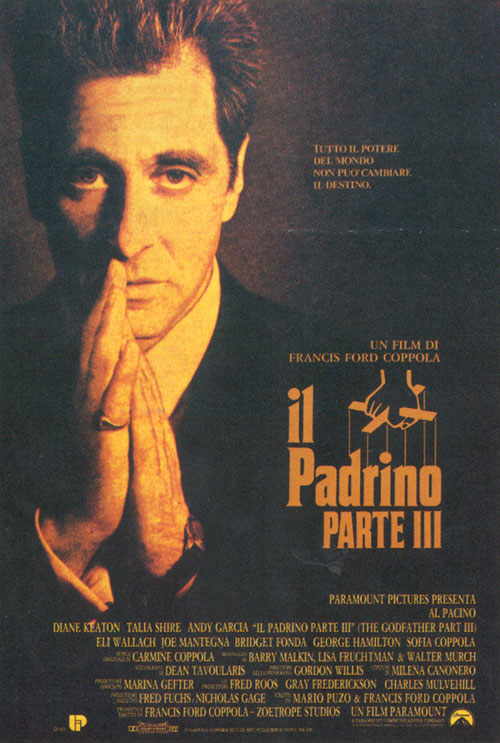 TUTTO IL POTERE
DEL MONDO
NON PUO' CAMBIARE
IL DESTINO.
UN FILM DI
FRANCIS FORD COPPOLA
il
Padrino
PARTE III
PARAMOUNT PICTURES PRESENTA
AL PACINO
DIANE KEATON TALIA SHIRE ANDY GARCIA "IL PADRINO PARTE III" (THE GODFATHER PART III)
ELI WALLACH JOE MANTEGNA BRIDGET FONDA GEORGE HAMILTON SOFIA COPPOLA
CARMINE COPPOLA BARRY MALKIN, LISA FRUCHTMAN & WALTER MURCH
DEAN TAVOULARIS GORDON WILLIS MILENA CANONERO
MARINA GEFTER FRED ROOS GRAY FREDERICKSON CHARLES MULVEHILL
FRED FUCHS NICHOLAS GAGE MARIO PUZO & FRANCIS FORD COPPOLA
FRANCIS FORD COPPOLA - ZOETROPE STUDIOS UN FILM PARAMOUNT